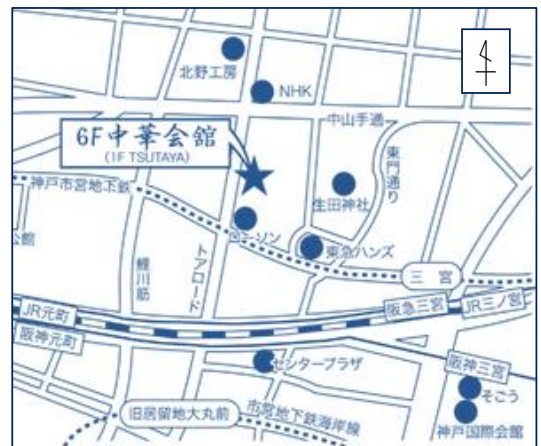 北野工房
NHK
中山手通
6F中華会館
(1F TSUTAYA)
東門通り
神戸市営地下鉄
生田神社
ローソン
公館
東急ハンズ
トアロード
鯉川筋
三宮
JR元町
阪急三宮
JR三ノ宮
阪神元町
阪神三宮
センタープラザ
そごう
旧居留地大丸前
市営地下鉄海岸線
神戸国際会館